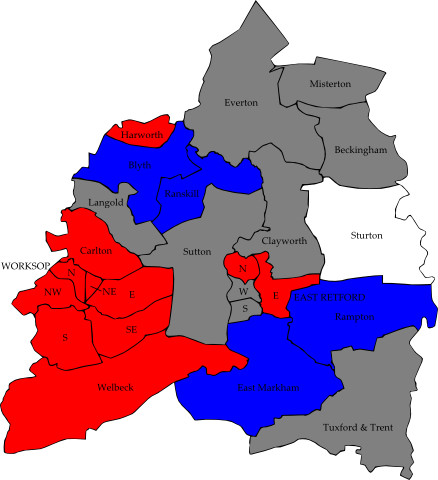 Misterton
Everton
Harworth
Beckingham
Blyth
Ranskill
Langold
Sturton
Clayworth
Carlton
Sutton
WORKSOP
N
N
NW
NE
E
W
E
EAST RETFORD
S
Rampton
SE
S
Welbeck
East Markham
Tuxford & Trent